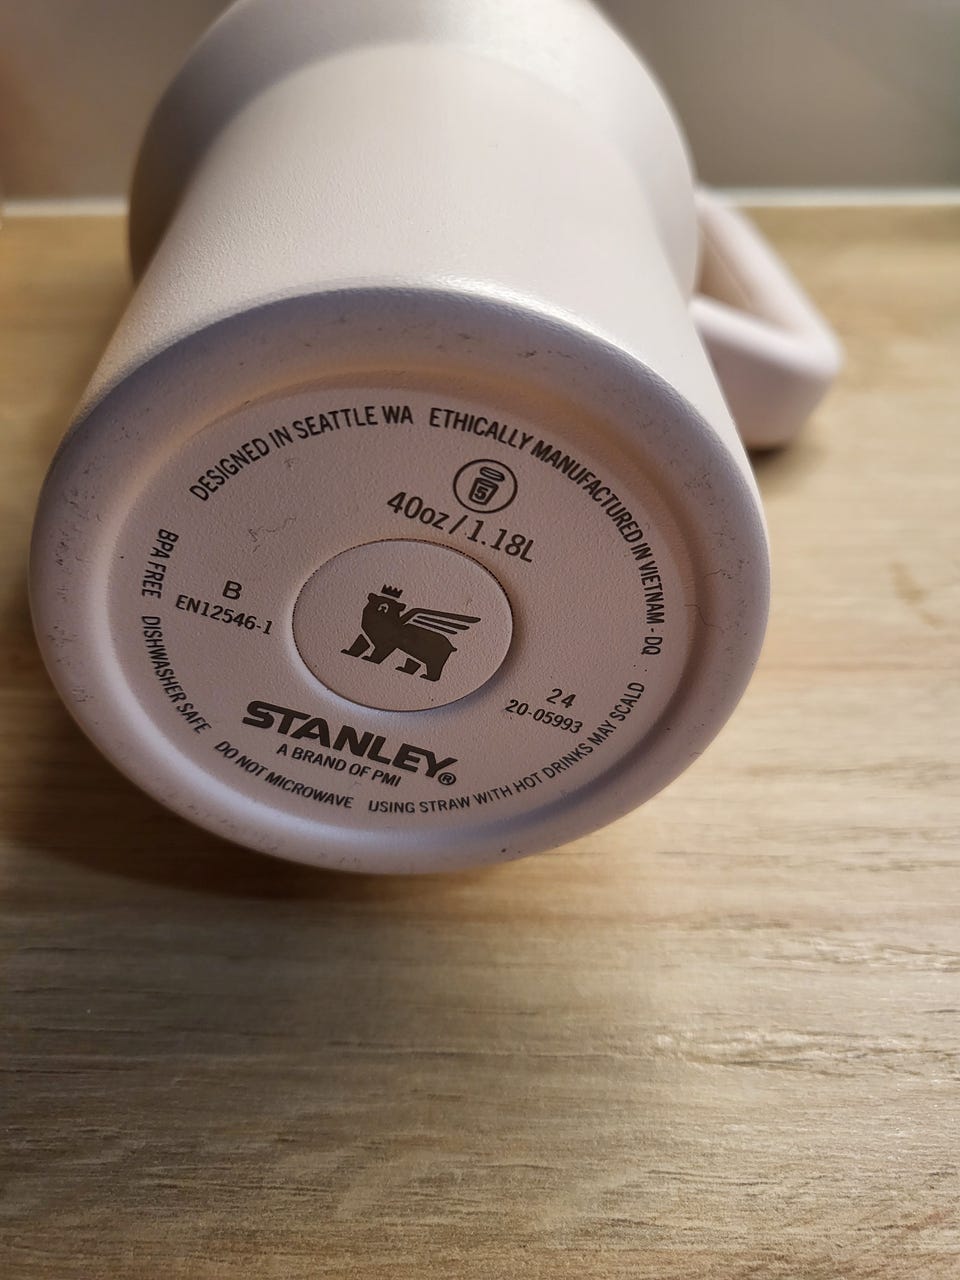 DESIGNED IN SEATTLE WA
ETHICALLY MANUFACTURED IN VIETNAM - DQ
5
40oz / 1.18L
BPA FREE
B
EN12546-1
24
20-05993
DISHWASHER SAFE
STANLEY®
A BRAND OF PMI
DO NOT MICROWAVE
USING STRAW WITH HOT DRINKS MAY SCALD